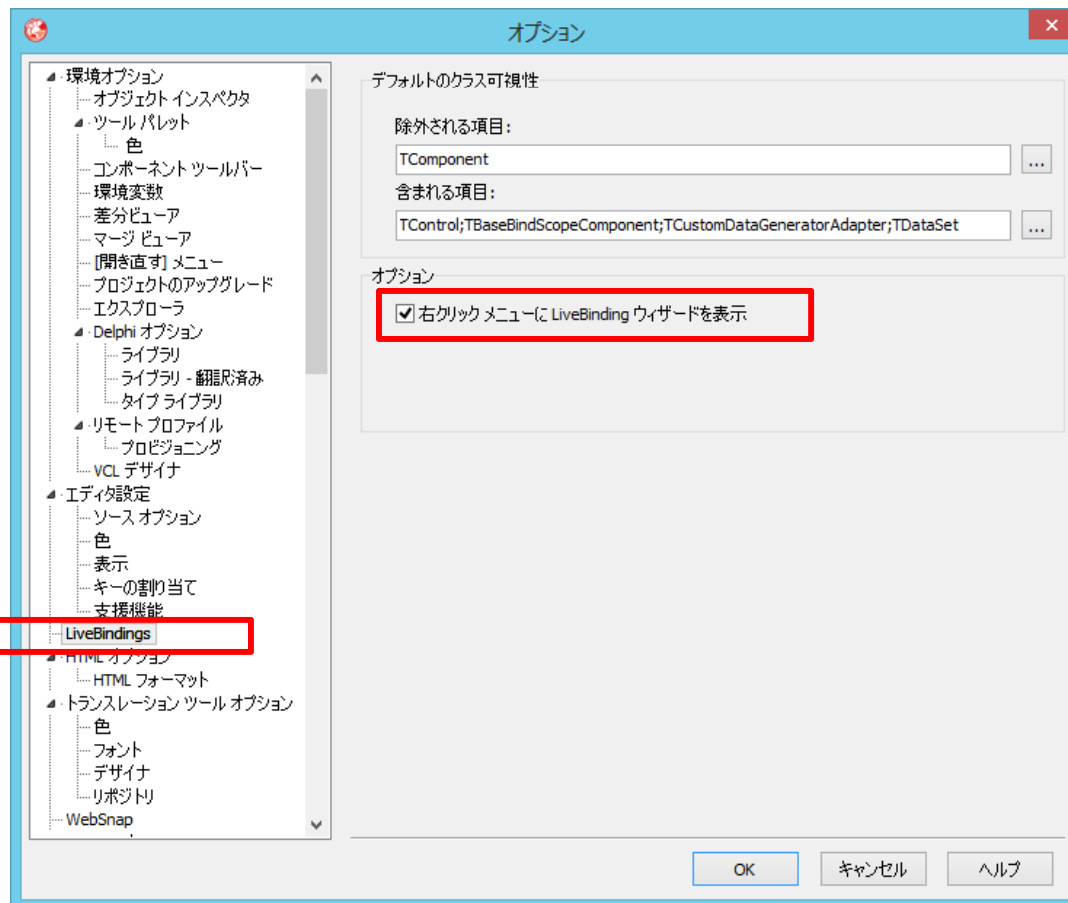 オプション
環境オプション
オブジェクト インスペクタ
ツール パレット
色
コンポーネント ツールバー
環境変数
差分ビューア
マージ ビューア
[開き直す] メニュー
プロジェクトのアップグレード
エクスプローラ
Delphi オプション
ライブラリ
ライブラリ - 翻訳済み
タイプ ライブラリ
リモート プロファイル
プロビジョニング
VCL デザイナ
エディタ設定
ソース オプション
色
表示
キーの割り当て
支援機能
LiveBindings
HTML オプション
HTML フォーマット
トランスレーション ツール オプション
色
フォント
デザイナ
リポジトリ
WebSnap
デフォルトのクラス可視性
除外される項目:
TComponent
...
含まれる項目:
TControl;TBaseBindScopeComponent;TCustomDataGeneratorAdapter;TDataSet
...
オプション
右クリック メニューに LiveBinding ウィザードを表示
OK
キャンセル
ヘルプ